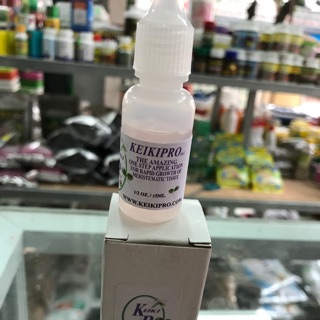 KEIKIPRO
THE AMAZING
ONE STEP APPLICATION
FOR RAPID GROWTH OF
MERISTEMATIC TISSUE
1/2 OZ. / 15ML.
WWW.KEIKIPRO.COM
KEIKI